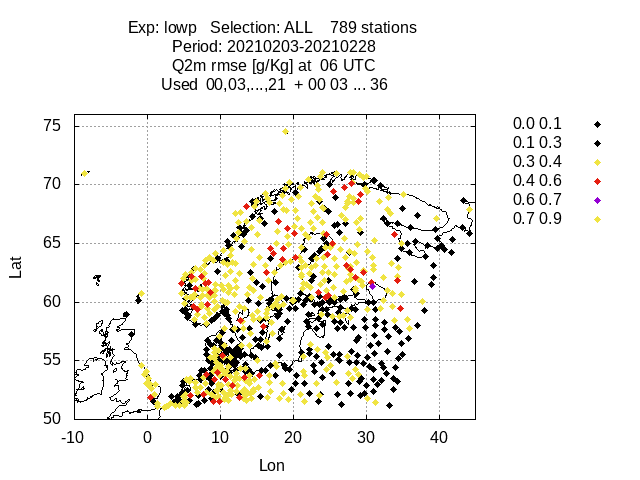 Exp: lowp Selection: ALL 789 stations
Period: 20210203-20210228
Q2m rmse [g/Kg] at 06 UTC
Used 00,03,...,21 + 00 03 ... 36
0.0 0.1
0.1 0.3
0.3 0.4
0.4 0.6
0.6 0.7
0.7 0.9
75
70
65
60
55
50
Lat
-10 0 10 20 30 40
Lon